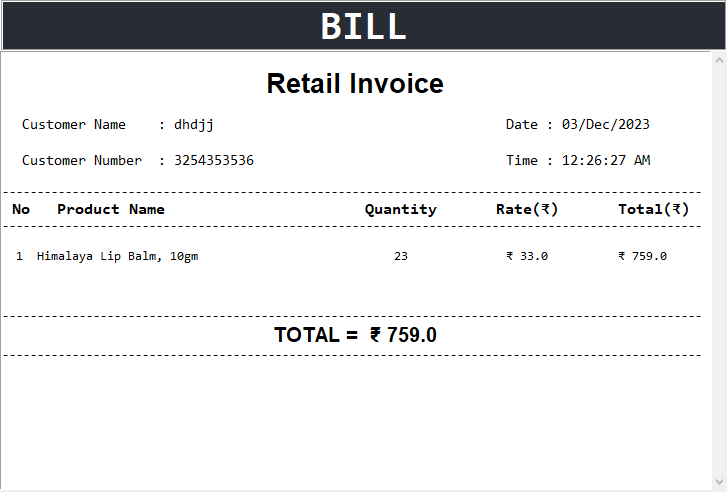 BILL
Retail Invoice
Customer Name : dhdjj Date : 03/Dec/2023
Customer Number : 3254353536 Time : 12:26:27 AM
No Product Name Quantity Rate(₹) Total(₹)
1 Himalaya Lip Balm, 10gm 23 ₹ 33.0 ₹ 759.0
TOTAL = ₹ 759.0